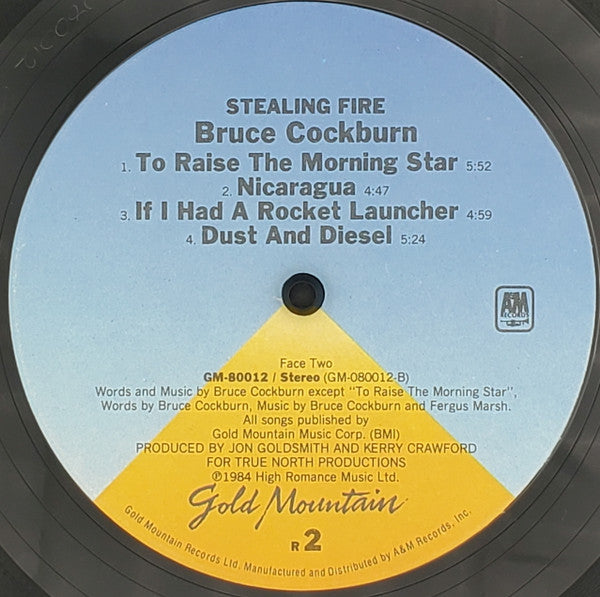 STEALING FIRE
Bruce Cockburn
1. To Raise The Morning Star 5:52
2. Nicaragua 4:47
3. If I Had A Rocket Launcher 4:59
4. Dust And Diesel 5:24
A&M
RECORDS
Face Two
GM-80012 / Stereo (GM-080012-B)
Words and Music by Bruce Cockburn except "To Raise The Morning Star",
Words by Bruce Cockburn, Music by Bruce Cockburn and Fergus Marsh.
All songs published by
Gold Mountain Music Corp. (BMI)
PRODUCED BY JON GOLDSMITH AND KERRY CRAWFORD
FOR TRUE NORTH PRODUCTIONS
℗1984 High Romance Music Ltd.
Gold Mountain
R 2
Gold Mountain Records Ltd. Manufactured and Distributed by A&M Records, Inc.